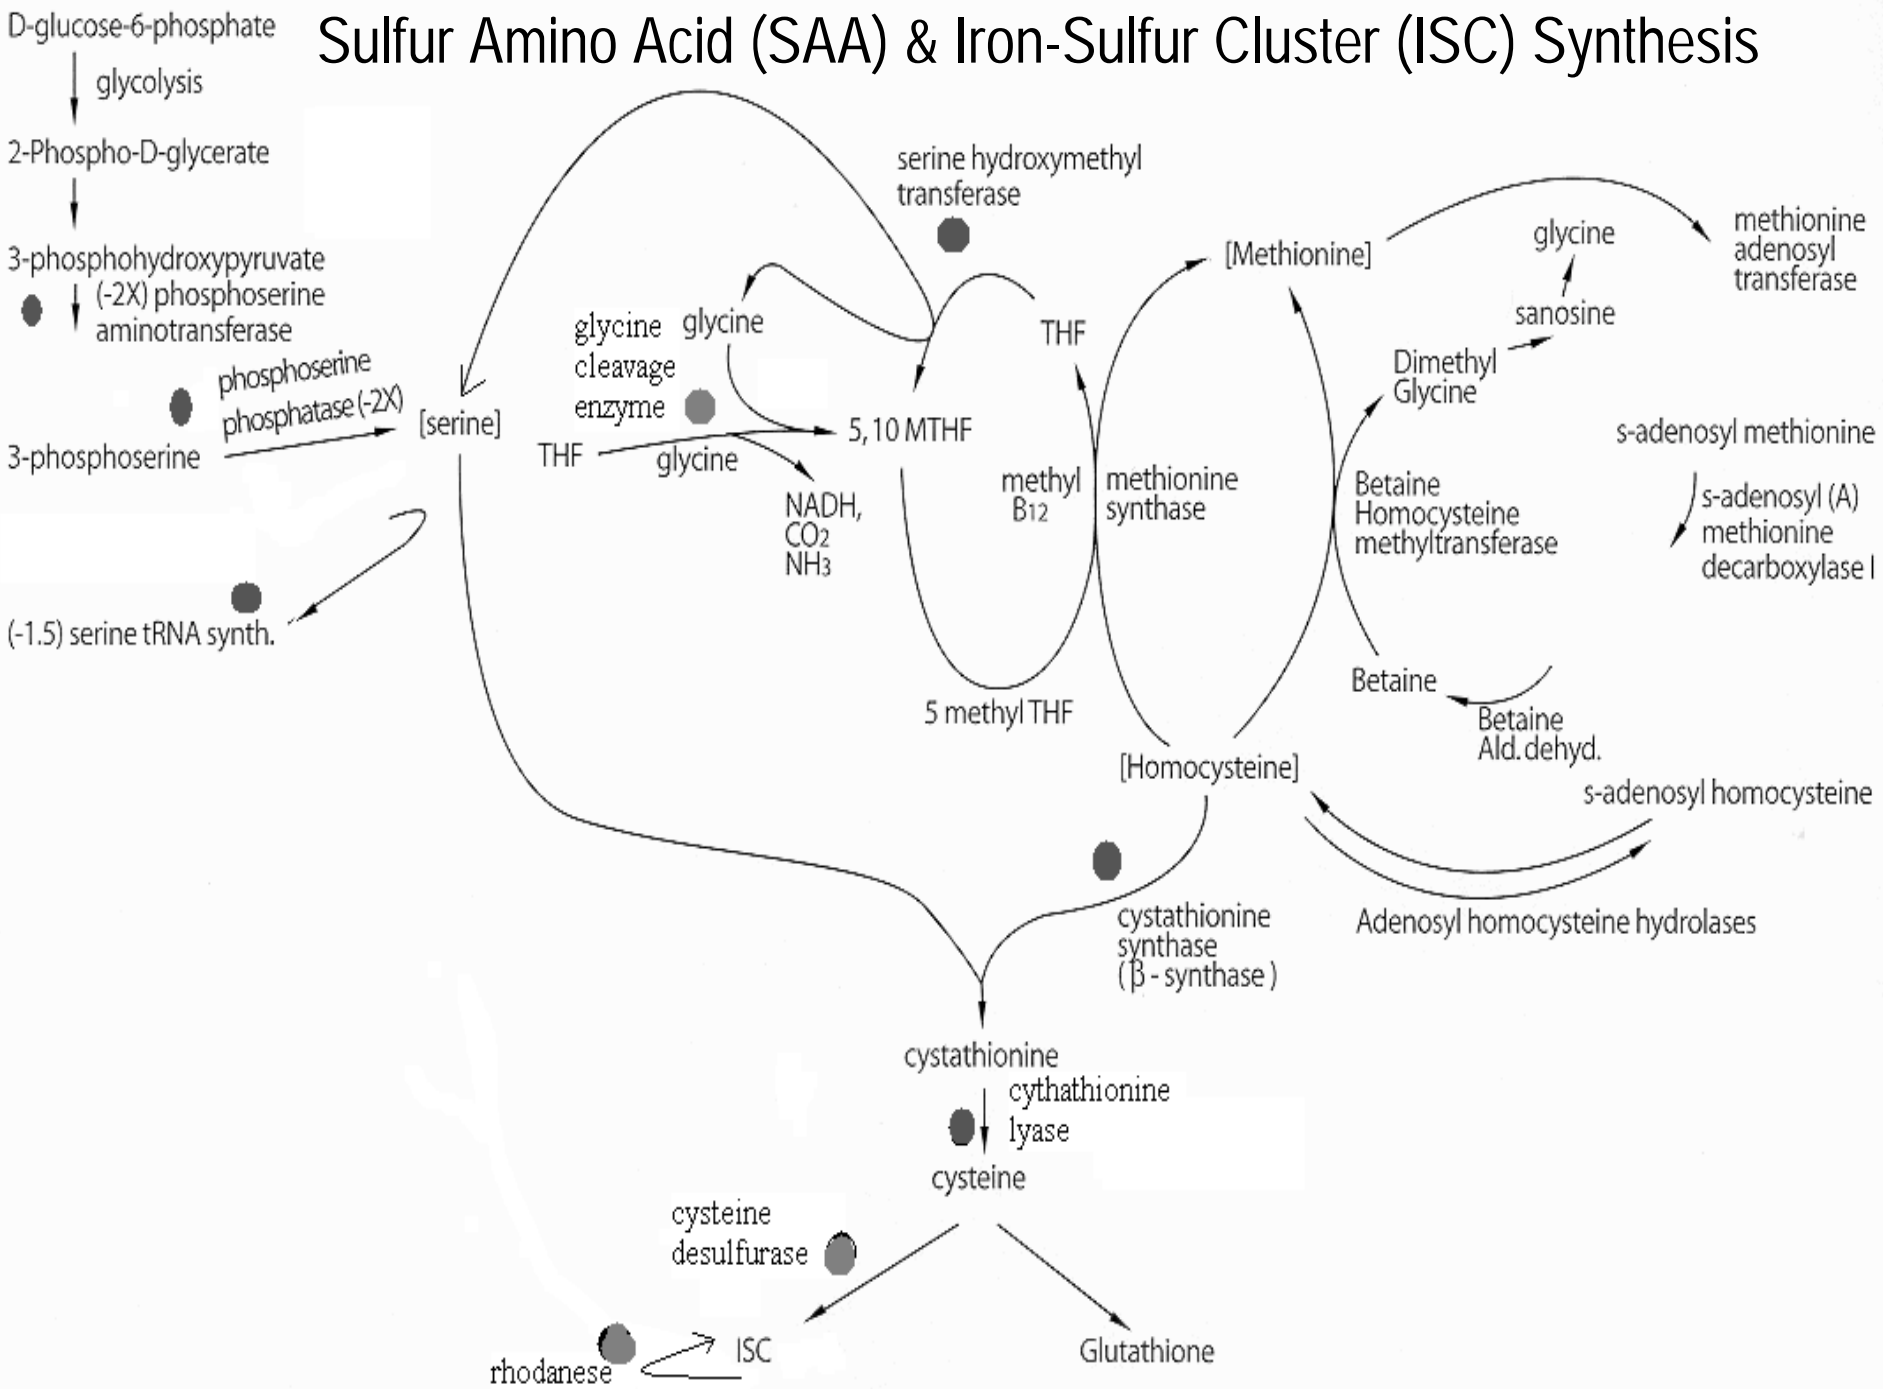 Sulfur Amino Acid (SAA) & Iron-Sulfur Cluster (ISC) Synthesis
D-glucose-6-phosphate
glycolysis
2-Phospho-D-glycerate
3-phosphohydroxypyruvate
(-2X) phosphoserine
aminotransferase
phosphoserine
phosphatase (-2X)
3-phosphoserine
[serine]
(-1.5) serine tRNA synth.
glycine
cleavage
enzyme
glycine
THF
glycine
5,10 MTHF
NADH,
CO2
NH3
serine hydroxymethyl
transferase
THF
methyl
B12
methionine
synthase
5 methyl THF
[Methionine]
methionine
adenosyl
transferase
glycine
sanosine
Dimethyl
Glycine
s-adenosyl methionine
s-adenosyl (A)
methionine
decarboxylase I
Betaine
Homocysteine
methyltransferase
Betaine
Betaine
Ald. dehyd.
[Homocysteine]
s-adenosyl homocysteine
Adenosyl homocysteine hydrolases
cystathionine
synthase
(β - synthase )
cystathionine
cythathionine
lyase
cysteine
cysteine
desulfurase
rhodanese
ISC
Glutathione